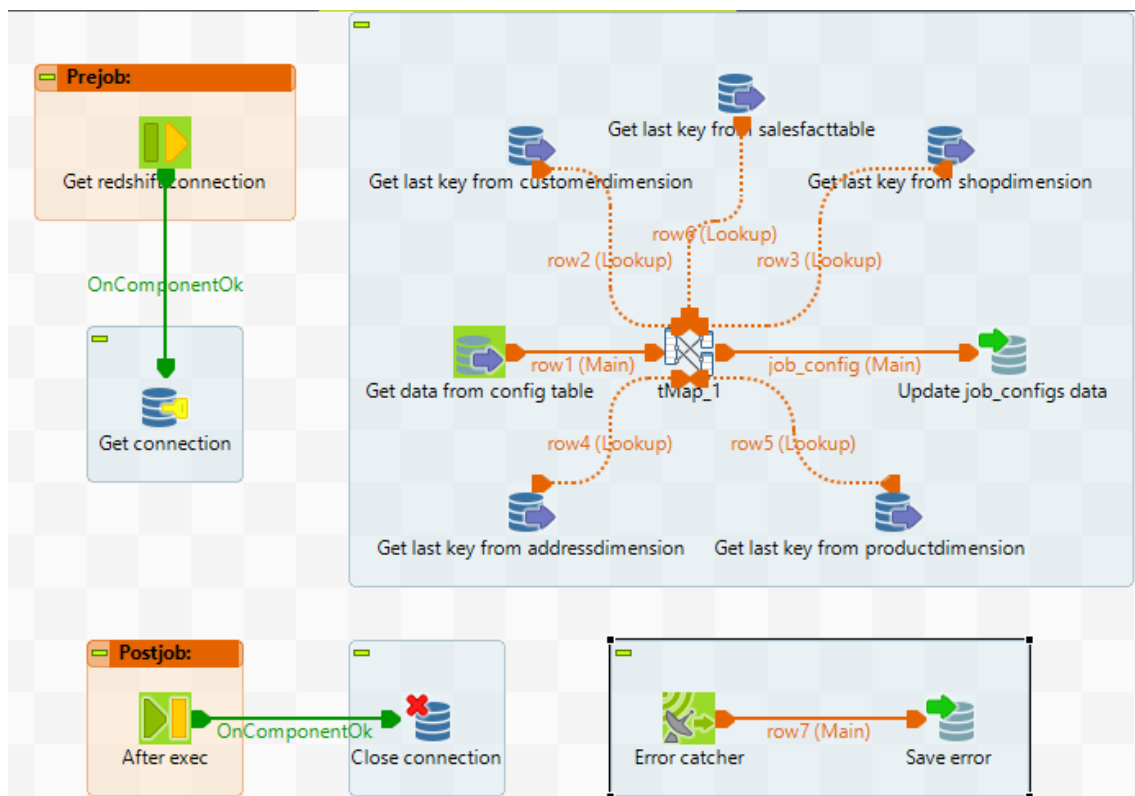 Prejob:
Get redshift connection
OnComponentOk
Get connection
Get last key from salesfacttable
Get last key from customerdimension
Get last key from shopdimension
row6 (Lookup)
row2 (Lookup)
row3 (Lookup)
row1 (Main)
job_config (Main)
Get data from config table
tMap_1
Update job_configs data
row4 (Lookup)
row5 (Lookup)
Get last key from addressdimension
Get last key from productdimension
Postjob:
OnComponentOk
After exec
Close connection
row7 (Main)
Error catcher
Save error